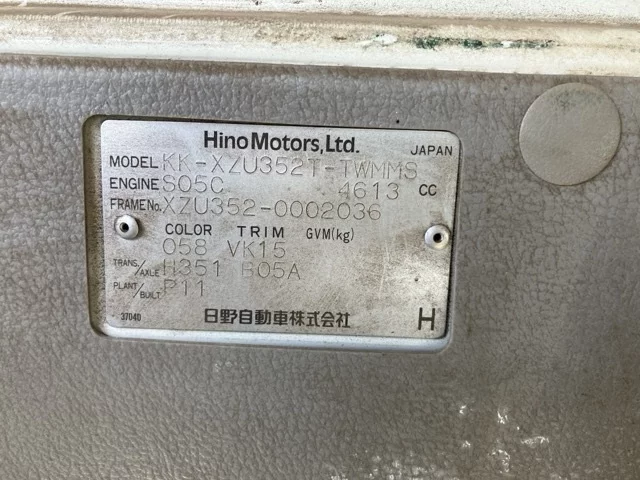 Hino Motors, Ltd. JAPAN
MODEL KK-XZU352T-TWMMS
ENGINE S05C 4613 CC
FRAME No. XZU352-0002036
COLOR TRIM GVM(kg)
058 VK15
TRANS./AXLE H351 R05A
PLANT/BUILT P11
37040 日野自動車株式会社 H